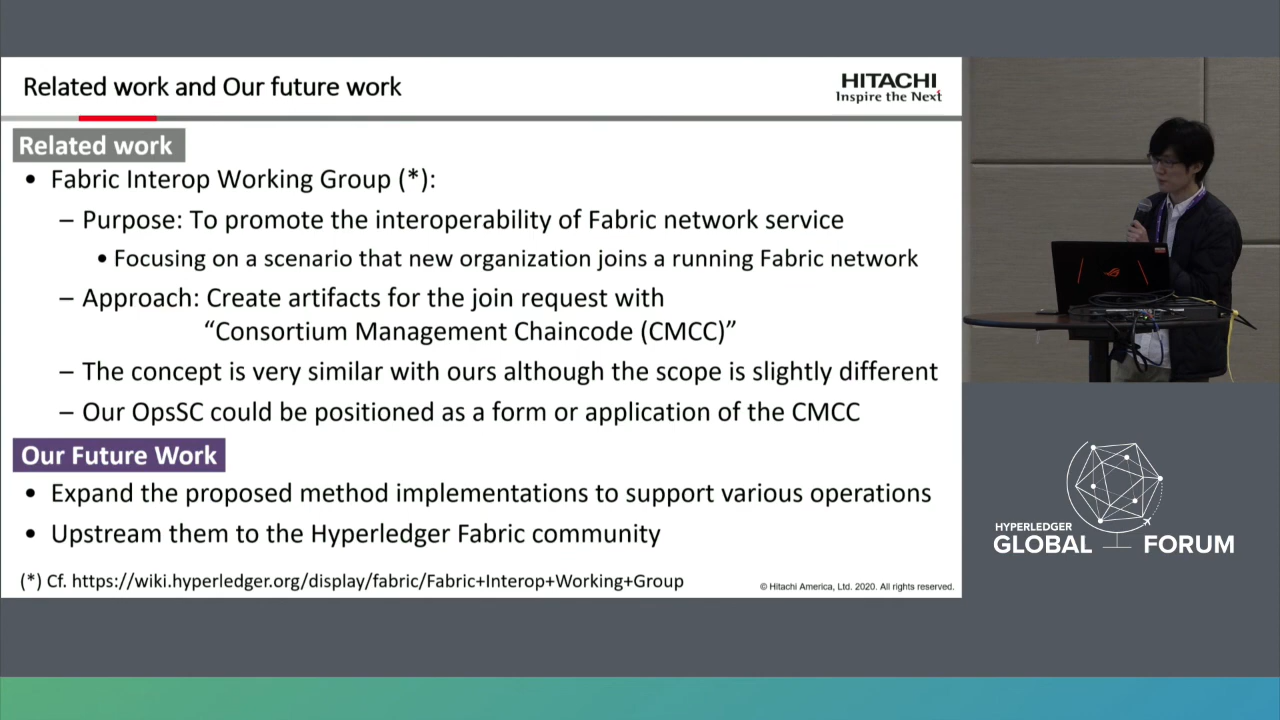 Related work and Our future work
HITACHI
Inspire the Next
Related work
• Fabric Interop Working Group (*):
– Purpose: To promote the interoperability of Fabric network service
• Focusing on a scenario that new organization joins a running Fabric network
– Approach: Create artifacts for the join request with
“Consortium Management Chaincode (CMCC)”
– The concept is very similar with ours although the scope is slightly different
– Our OpsSC could be positioned as a form or application of the CMCC
Our Future Work
• Expand the proposed method implementations to support various operations
• Upstream them to the Hyperledger Fabric community
(*) Cf. https://wiki.hyperledger.org/display/fabric/Fabric+Interop+Working+Group
© Hitachi America, Ltd. 2020. All rights reserved.
HYPERLEDGER
GLOBAL FORUM